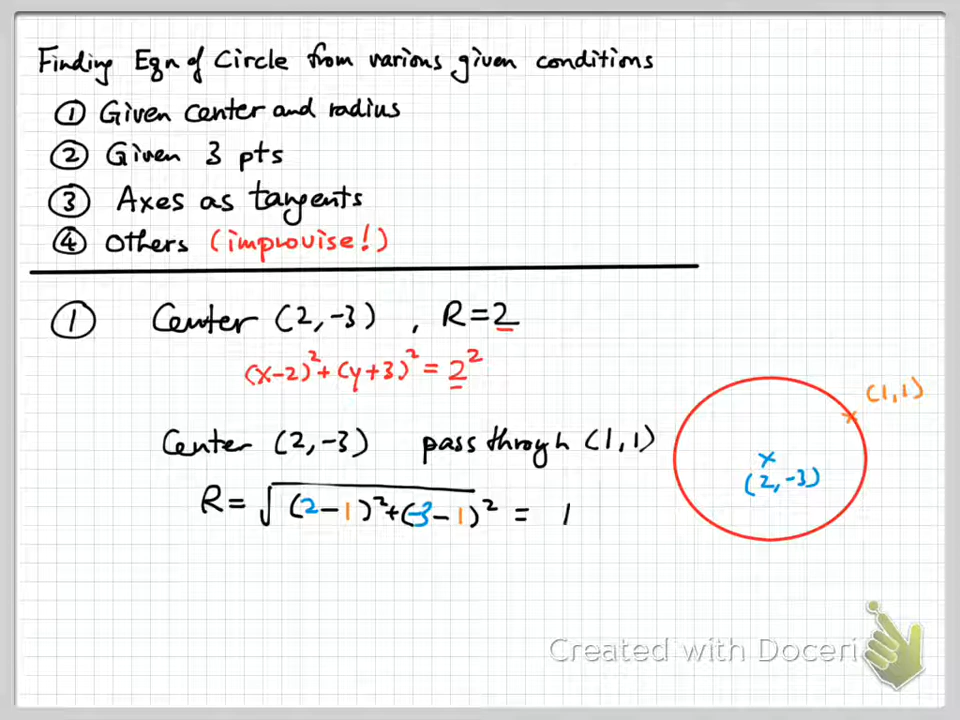 Finding Eqn of Circle from various given conditions
① Given center and radius
② Given 3 pts
③ Axes as tangents
④ Others (improvise!)
① Center (2,-3) , R=2
(x-2)²+(y+3)²=2²
Center (2,-3) pass through (1,1)
R=√(2-1)²+(-3-1)² = 1
(1,1)
(2,-3)
Created with Doceri